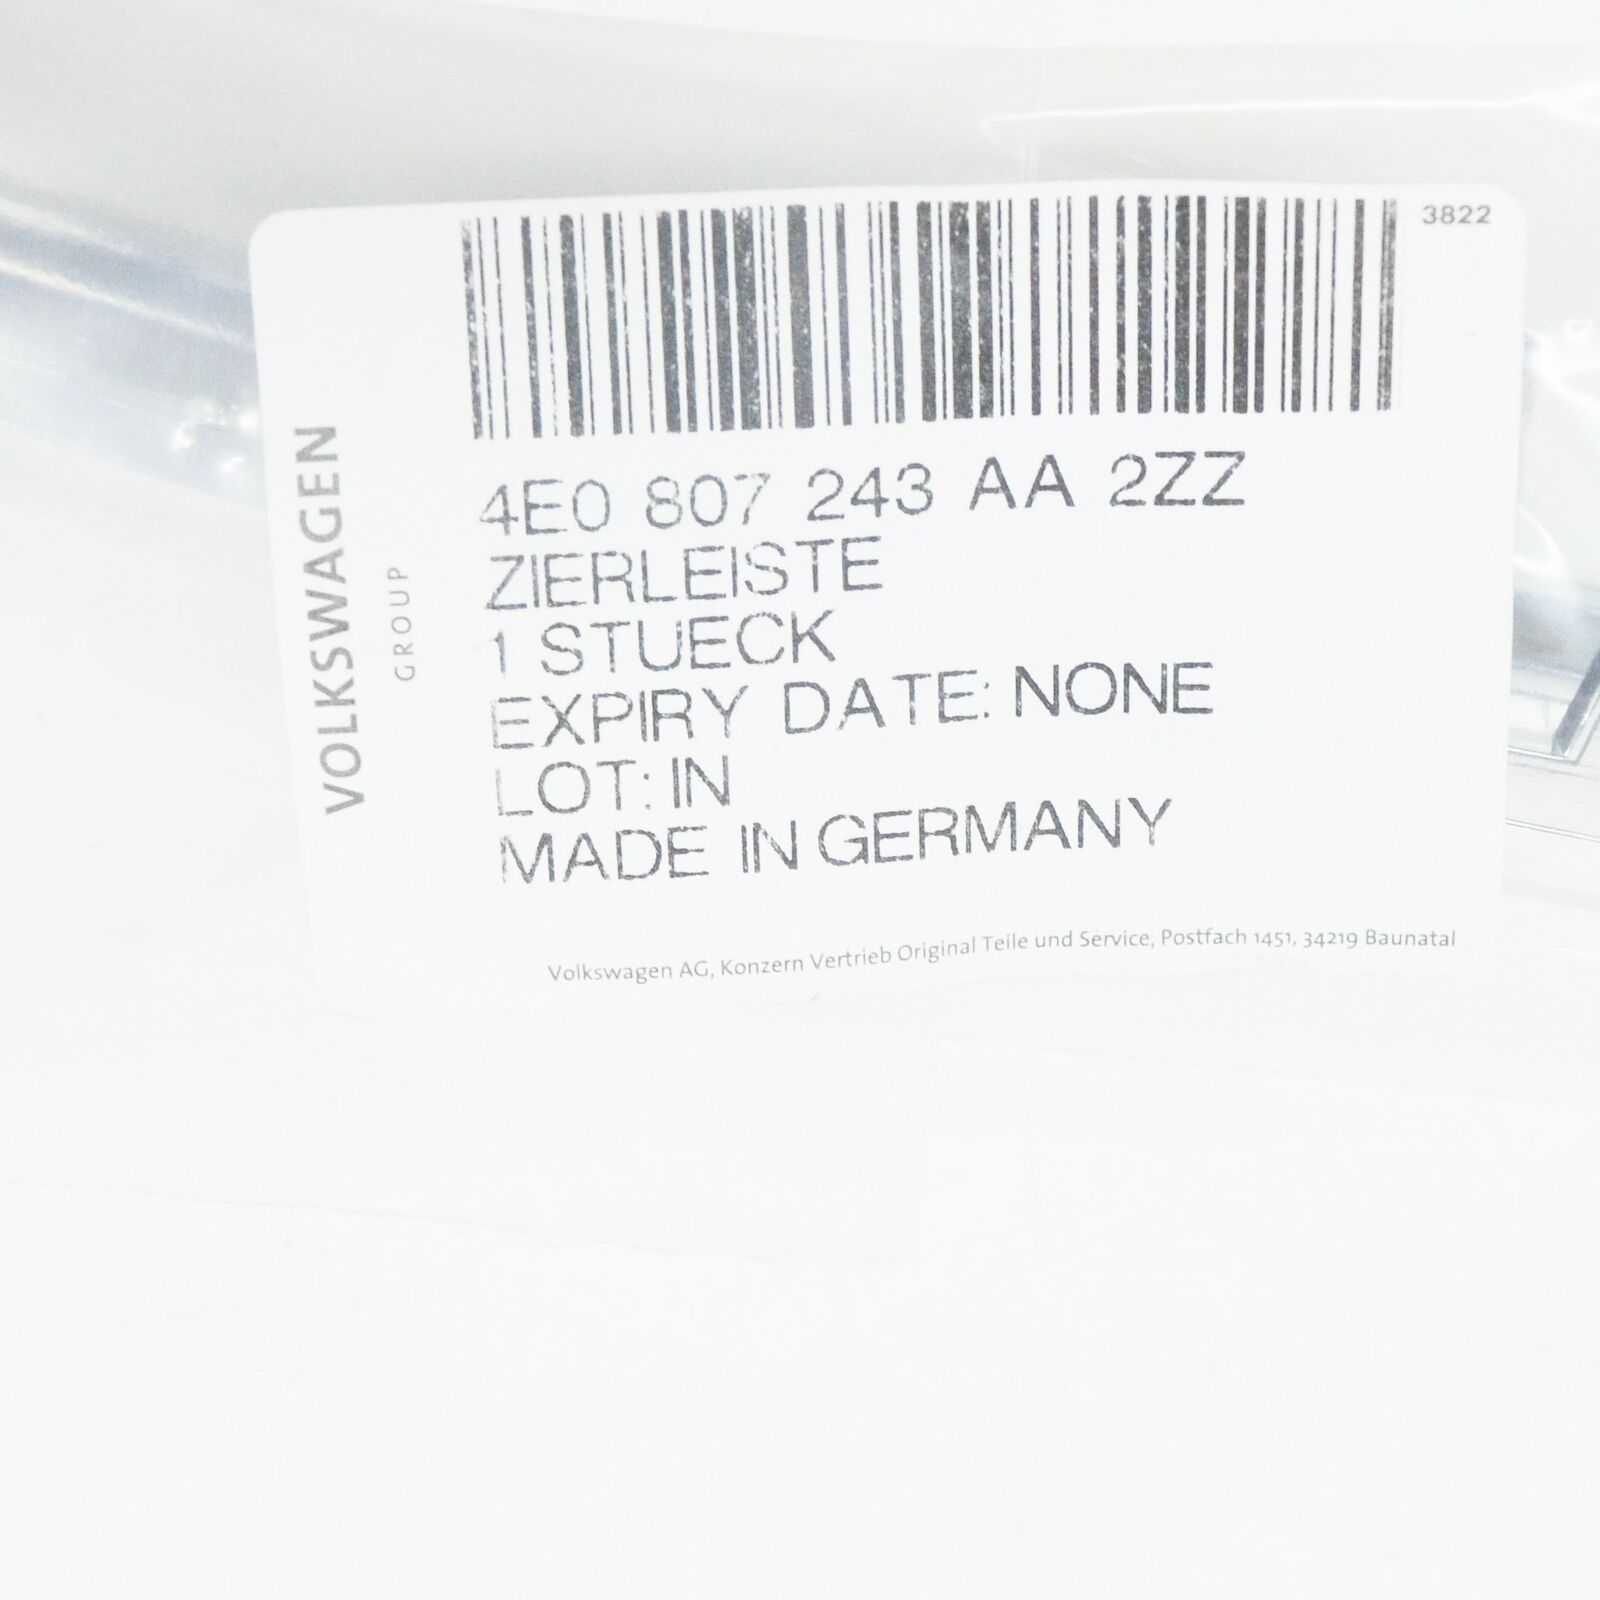 3822
VOLKSWAGEN
GROUP
4E0 807 243 AA 2ZZ
ZIERLEISTE
1 STUECK
EXPIRY DATE: NONE
LOT: IN
MADE IN GERMANY
Volkswagen AG, Konzern Vertrieb Original Teile und Service, Postfach 1451, 34219 Baunatal